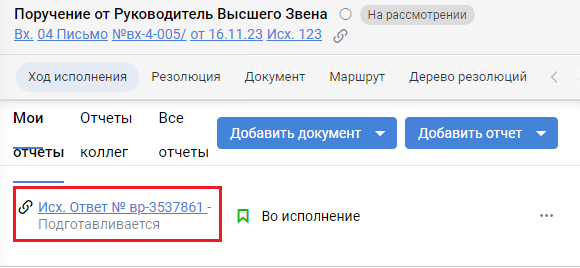 Поручение от Руководитель Высшего Звена На рассмотрении
Вх. 04 Письмо №вх-4-005/ от 16.11.23 Исх. 123
Ход исполнения Резолюция Документ Маршрут Дерево резолюций
Мои отчеты Отчеты коллег Все отчеты Добавить документ Добавить отчет
Исх. Ответ № вр-3537861 - Во исполнение
Подготавливается